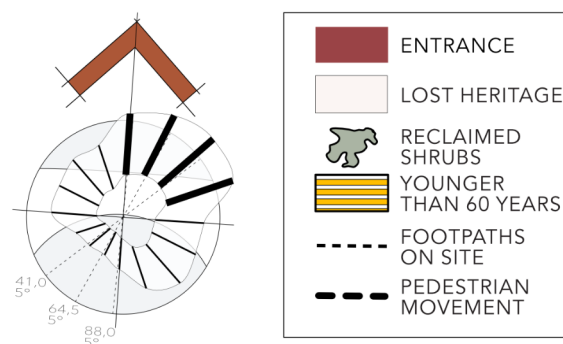 41,0
5°
64,5
5°
88,0
5°
ENTRANCE
LOST HERITAGE
RECLAIMED
SHRUBS
YOUNGER
THAN 60 YEARS
FOOTPATHS
ON SITE
PEDESTRIAN
MOVEMENT